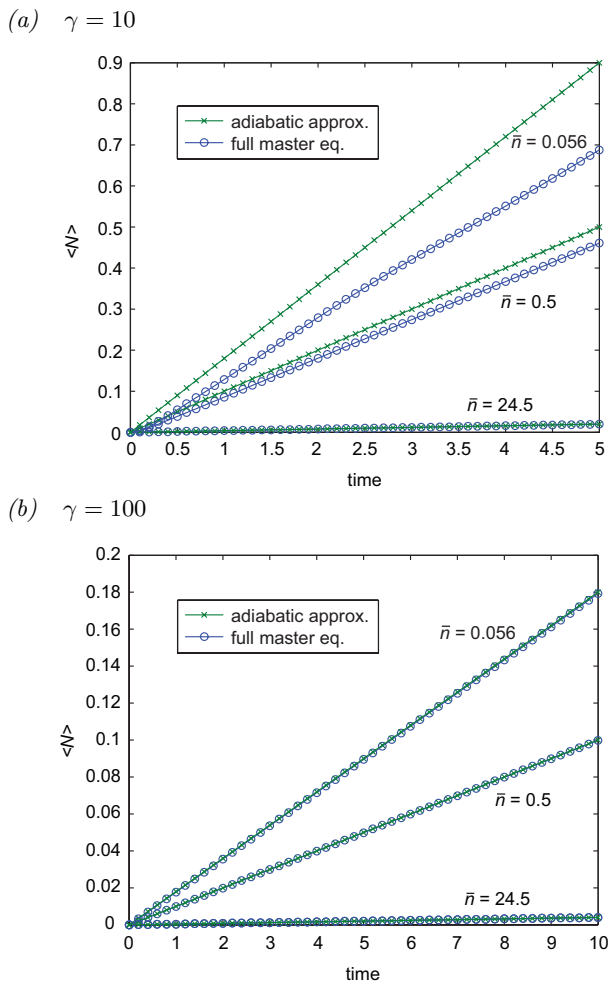 (a) γ = 10
0.9
0.8
0.7
0.6
0.5
0.4
0.3
0.2
0.1
0
<N>
adiabatic approx.
full master eq.
n̄ = 0.056
n̄ = 0.5
n̄ = 24.5
0 0.5 1 1.5 2 2.5 3 3.5 4 4.5 5
time
(b) γ = 100
0.2
0.18
0.16
0.14
0.12
0.1
0.08
0.06
0.04
0.02
0
<N>
adiabatic approx.
full master eq.
n̄ = 0.056
n̄ = 0.5
n̄ = 24.5
0 1 2 3 4 5 6 7 8 9 10
time